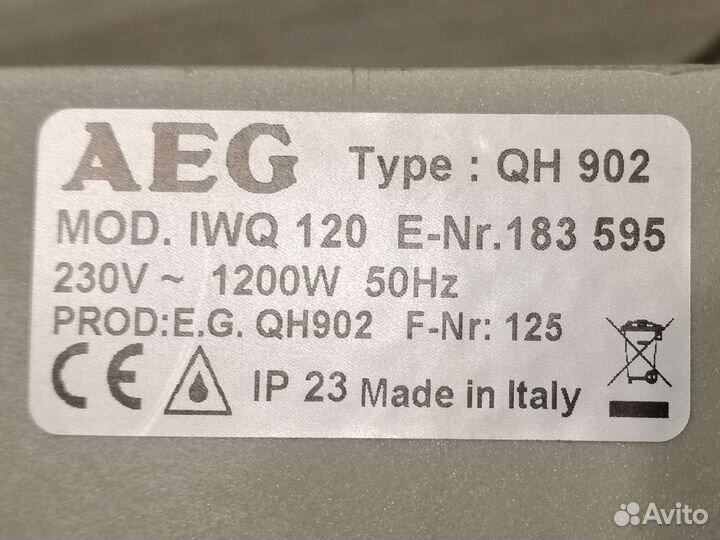 AEG Type : QH 902
MOD. IWQ 120 E-Nr.183 595
230V ~ 1200W 50Hz
PROD:E.G. QH902 F-Nr: 125
CE IP 23 Made in Italy
Avito